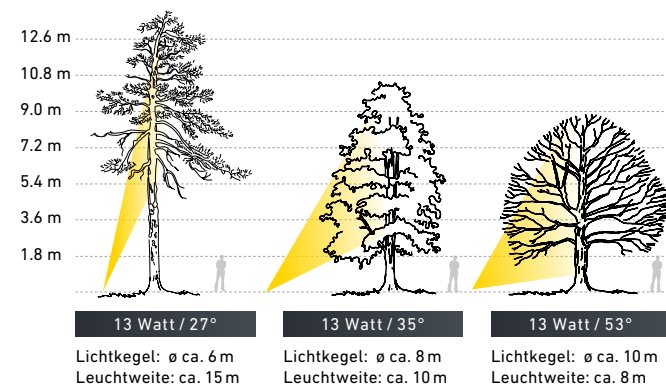 12.6 m
10.8 m
9.0 m
7.2 m
5.4 m
3.6 m
1.8 m
13 Watt / 27°
13 Watt / 35°
13 Watt / 53°
Lichtkegel: ø ca. 6 m
Leuchtweite: ca. 15 m
Lichtkegel: ø ca. 8 m
Leuchtweite: ca. 10 m
Lichtkegel: ø ca. 10 m
Leuchtweite: ca. 8 m